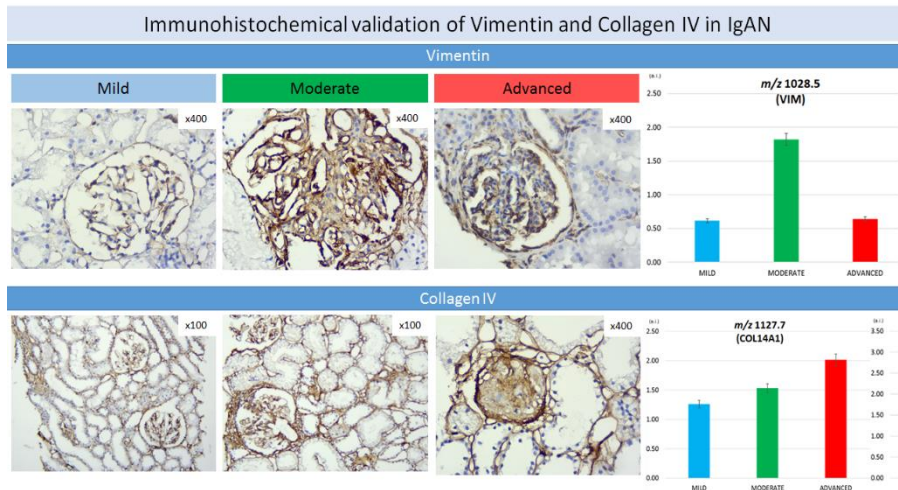 Immunohistochemical validation of Vimentin and Collagen IV in IgAN
Vimentin
Mild
Moderate
Advanced
x400
x400
x400
[a.i.]
m/z 1028.5
(VIM)
2.50
2.00
1.50
1.00
0.50
0.00
MILD MODERATE ADVANCED
Collagen IV
x100
x100
x400
[a.i.]
m/z 1127.7
(COL14A1)
2.50
2.00
1.50
1.00
0.50
0.00
[a.i.]
3.50
3.00
2.50
2.00
1.50
1.00
0.50
0.00
MILD MODERATE ADVANCED